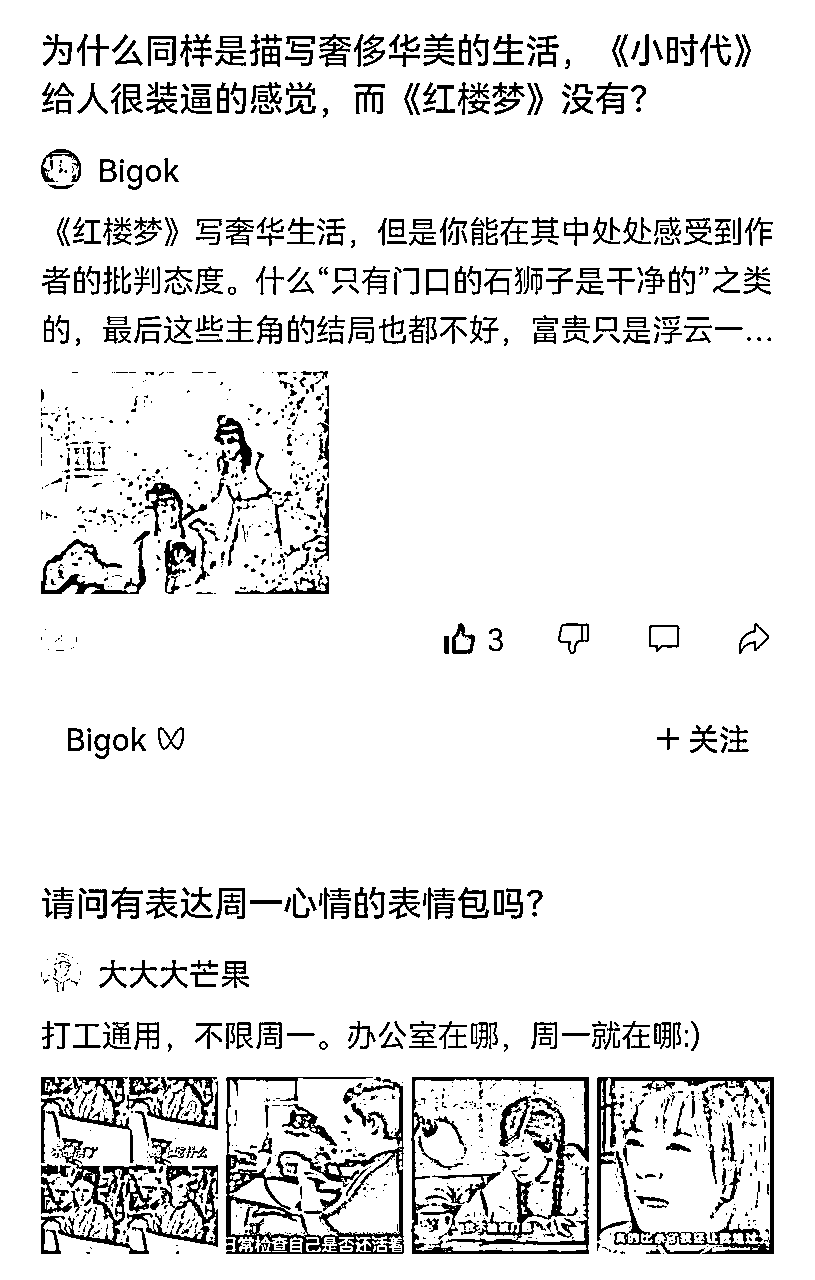 为什么同样是描写奢侈华美的生活，《小时代》
给人很装逼的感觉，而《红楼梦》没有？
Bigok
《红楼梦》写奢华生活，但是你能在其中处处感受到作
者的批判态度。什么“只有门口的石狮子是干净的”之类
的，最后这些主角的结局也都不好，富贵只是浮云一...
3
Bigok
+ 关注
请问有表达周一心情的表情包吗？
大大大芒果
打工通用，不限周一。办公室在哪，周一就在哪:)
日常检查自己是否还活着